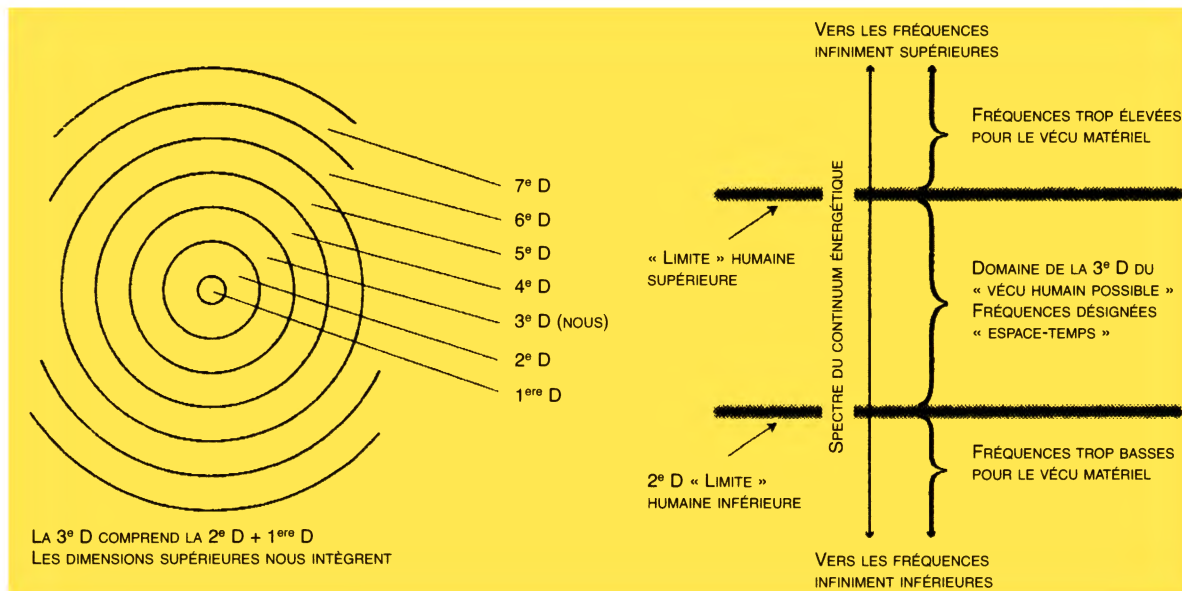 7e D
6e D
5e D
4e D
3e D (NOUS)
2e D
1ere D
LA 3e D COMPREND LA 2e D + 1ere D
LES DIMENSIONS SUPÉRIEURES NOUS INTÈGRENT
VERS LES FRÉQUENCES
INFINIMENT SUPÉRIEURES
FRÉQUENCES TROP ÉLEVÉES
POUR LE VÉCU MATÉRIEL
SPECTRE DU CONTINUUM ÉNERGÉTIQUE
« LIMITE » HUMAINE
SUPÉRIEURE
DOMAINE DE LA 3e D DU
« VÉCU HUMAIN POSSIBLE »
FRÉQUENCES DÉSIGNÉES
« ESPACE-TEMPS »
2e D « LIMITE »
HUMAINE INFÉRIEURE
FRÉQUENCES TROP BASSES
POUR LE VÉCU MATÉRIEL
VERS LES FRÉQUENCES
INFINIMENT INFÉRIEURES